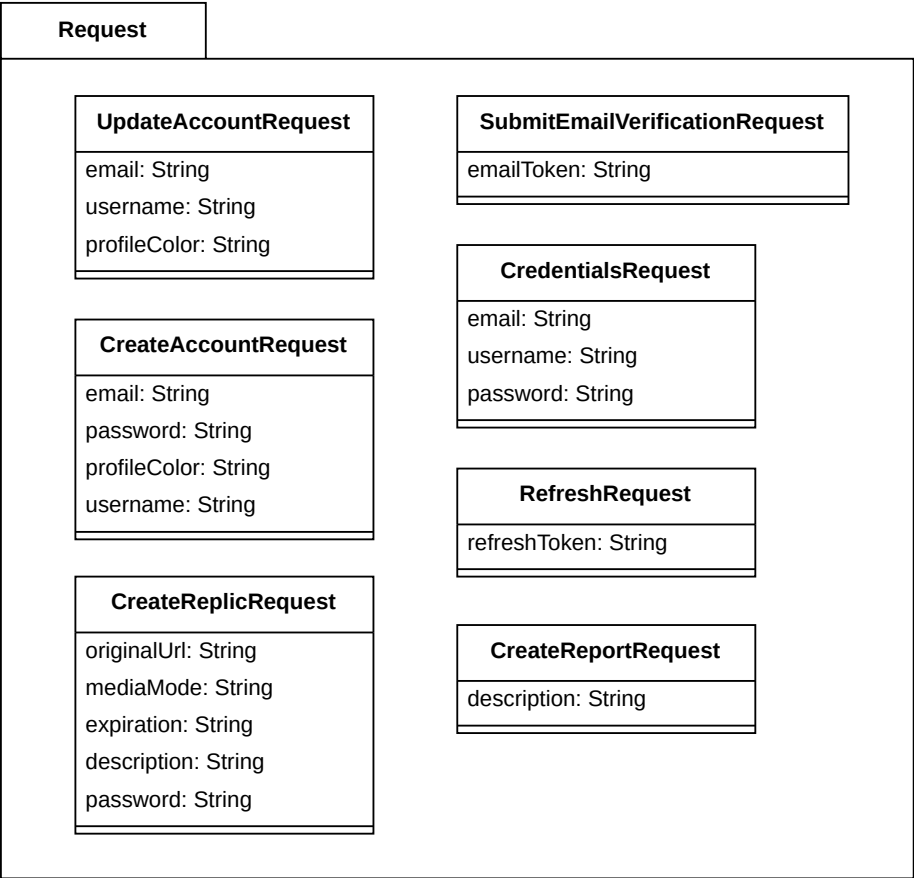 Request
UpdateAccountRequest
email: String
username: String
profileColor: String
CreateAccountRequest
email: String
password: String
profileColor: String
username: String
CreateReplicRequest
originalUrl: String
mediaMode: String
expiration: String
description: String
password: String
SubmitEmailVerificationRequest
emailToken: String
CredentialsRequest
email: String
username: String
password: String
RefreshRequest
refreshToken: String
CreateReportRequest
description: String